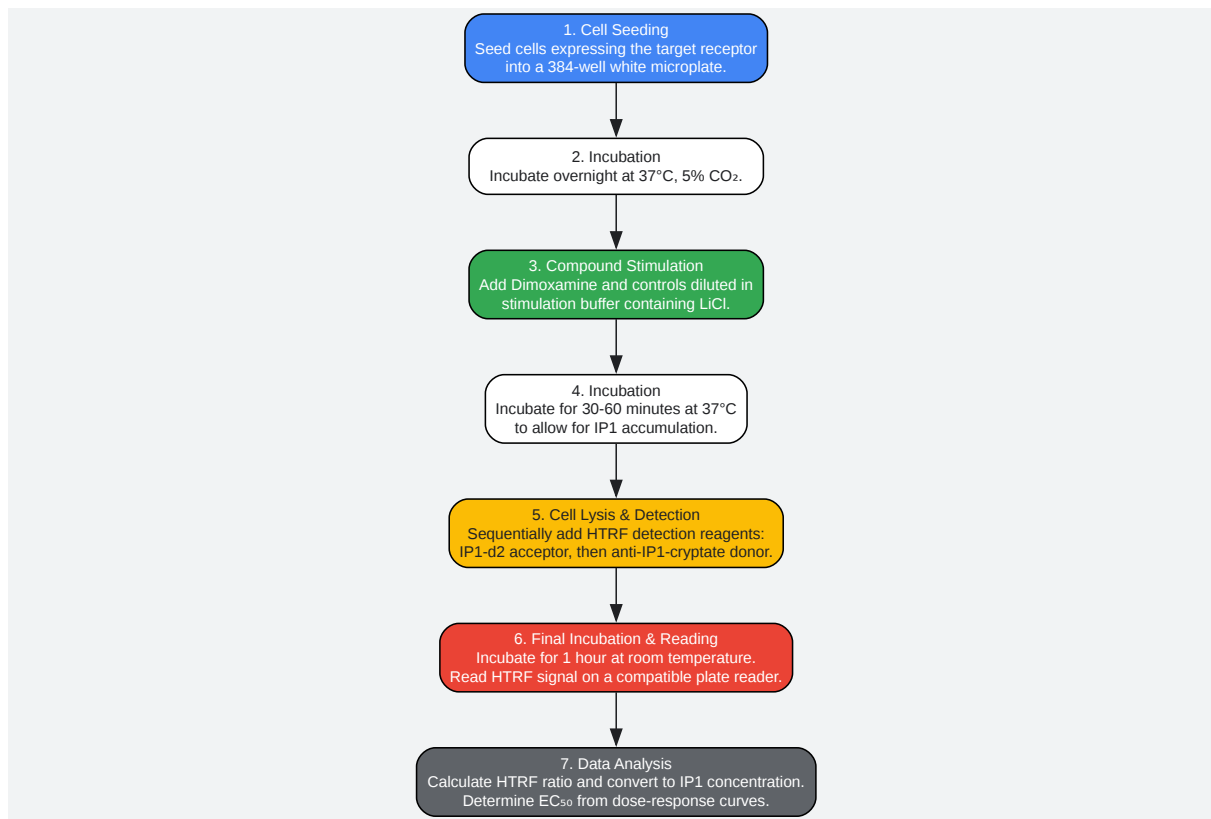 1. Cell Seeding
Seed cells expressing the target receptor
into a 384-well white microplate.
2. Incubation
Incubate overnight at 37°C, 5% CO₂.
3. Compound Stimulation
Add Dimoxamine and controls diluted in
stimulation buffer containing LiCl.
4. Incubation
Incubate for 30-60 minutes at 37°C
to allow for IP1 accumulation.
5. Cell Lysis & Detection
Sequentially add HTRF detection reagents:
IP1-d2 acceptor, then anti-IP1-cryptate donor.
6. Final Incubation & Reading
Incubate for 1 hour at room temperature.
Read HTRF signal on a compatible plate reader.
7. Data Analysis
Calculate HTRF ratio and convert to IP1 concentration.
Determine EC₅₀ from dose-response curves.